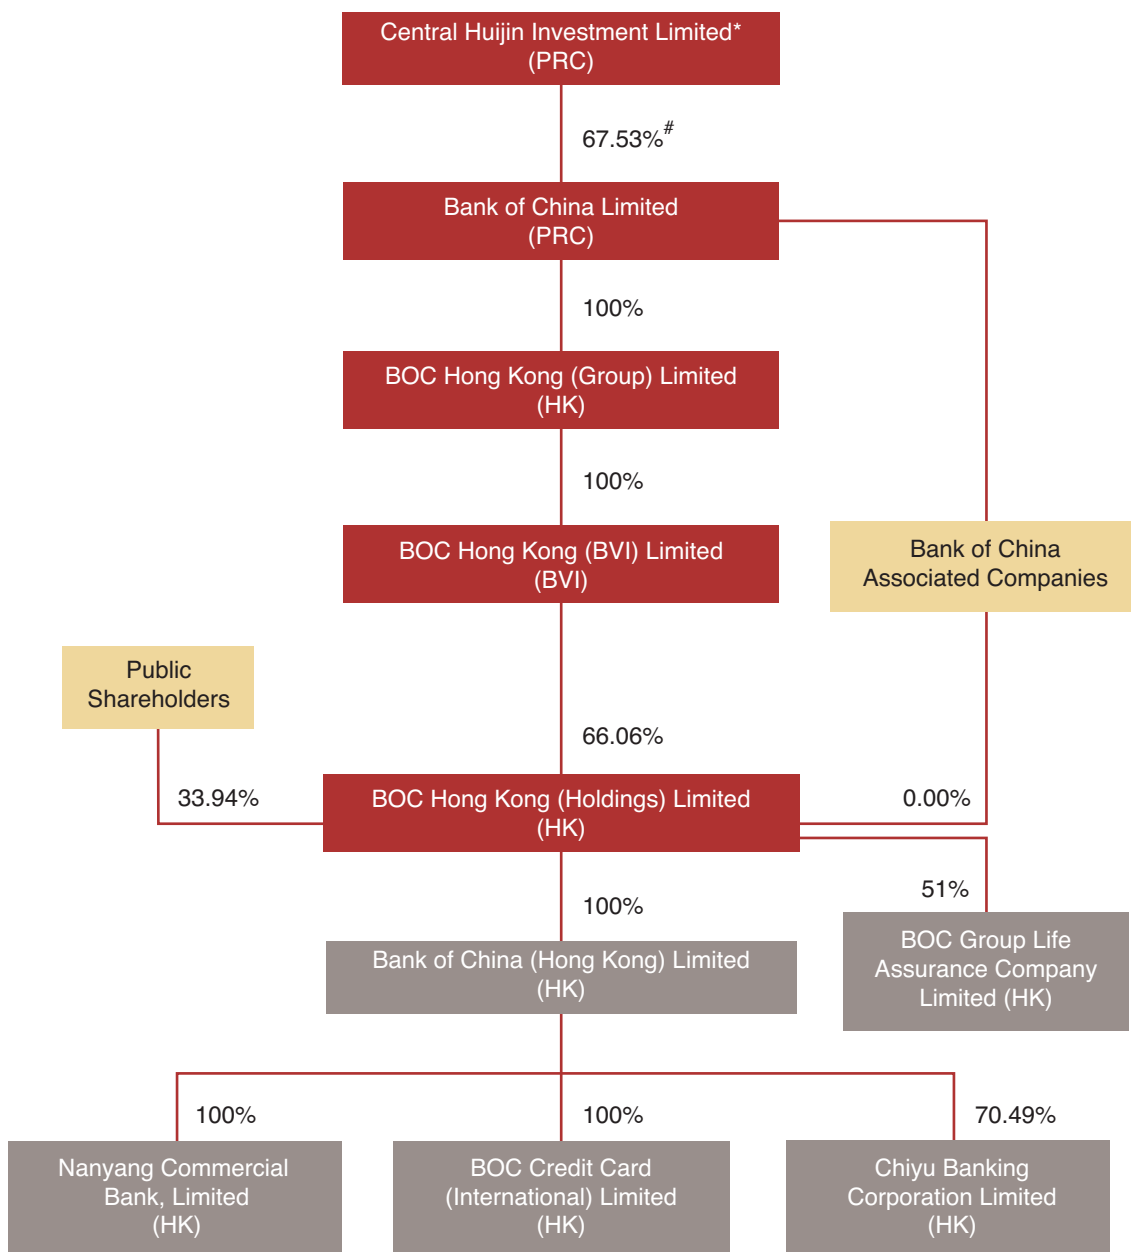 Central Huijin Investment Limited*
(PRC)
67.53%#
Bank of China Limited
(PRC)
100%
BOC Hong Kong (Group) Limited
(HK)
100%
BOC Hong Kong (BVI) Limited
(BVI)
Bank of China
Associated Companies
Public
Shareholders
66.06%
33.94%
BOC Hong Kong (Holdings) Limited
(HK)
0.00%
100%
51%
Bank of China (Hong Kong) Limited
(HK)
BOC Group Life
Assurance Company
Limited (HK)
100%
100%
70.49%
Nanyang Commercial
Bank, Limited
(HK)
BOC Credit Card
(International) Limited
(HK)
Chiyu Banking
Corporation Limited
(HK)